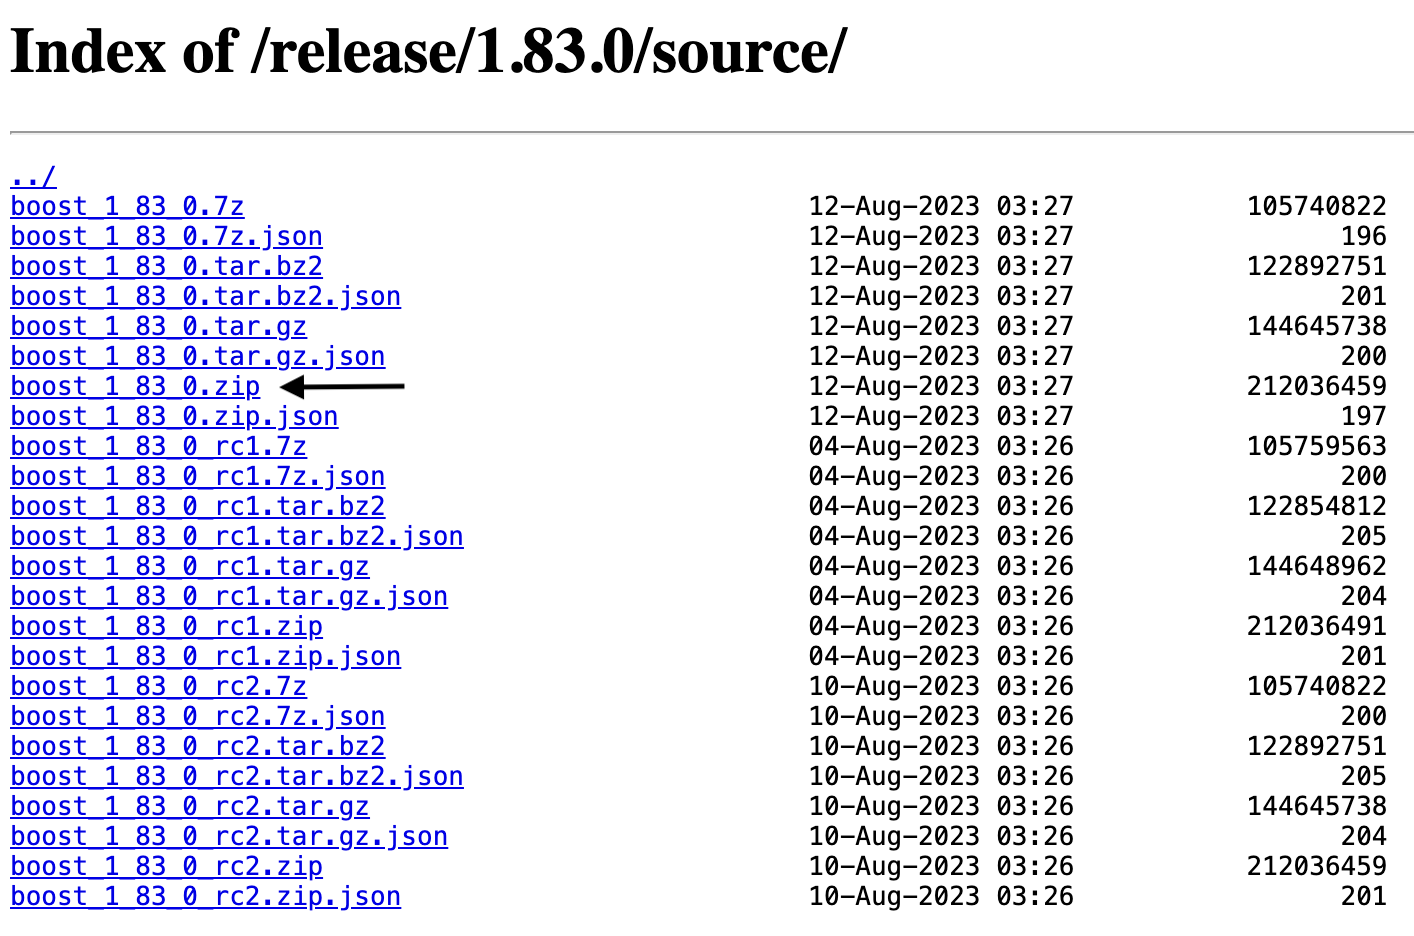 Index of /release/1.83.0/source/
../
boost_1_83_0.7z 12-Aug-2023 03:27 105740822
boost_1_83_0.7z.json 12-Aug-2023 03:27 196
boost_1_83_0.tar.bz2 12-Aug-2023 03:27 122892751
boost_1_83_0.tar.bz2.json 12-Aug-2023 03:27 201
boost_1_83_0.tar.gz 12-Aug-2023 03:27 144645738
boost_1_83_0.tar.gz.json 12-Aug-2023 03:27 200
boost_1_83_0.zip 12-Aug-2023 03:27 212036459
boost_1_83_0.zip.json 12-Aug-2023 03:27 197
boost_1_83_0_rc1.7z 04-Aug-2023 03:26 105759563
boost_1_83_0_rc1.7z.json 04-Aug-2023 03:26 200
boost_1_83_0_rc1.tar.bz2 04-Aug-2023 03:26 122854812
boost_1_83_0_rc1.tar.bz2.json 04-Aug-2023 03:26 205
boost_1_83_0_rc1.tar.gz 04-Aug-2023 03:26 144648962
boost_1_83_0_rc1.tar.gz.json 04-Aug-2023 03:26 204
boost_1_83_0_rc1.zip 04-Aug-2023 03:26 212036491
boost_1_83_0_rc1.zip.json 04-Aug-2023 03:26 201
boost_1_83_0_rc2.7z 10-Aug-2023 03:26 105740822
boost_1_83_0_rc2.7z.json 10-Aug-2023 03:26 200
boost_1_83_0_rc2.tar.bz2 10-Aug-2023 03:26 122892751
boost_1_83_0_rc2.tar.bz2.json 10-Aug-2023 03:26 205
boost_1_83_0_rc2.tar.gz 10-Aug-2023 03:26 144645738
boost_1_83_0_rc2.tar.gz.json 10-Aug-2023 03:26 204
boost_1_83_0_rc2.zip 10-Aug-2023 03:26 212036459
boost_1_83_0_rc2.zip.json 10-Aug-2023 03:26 201